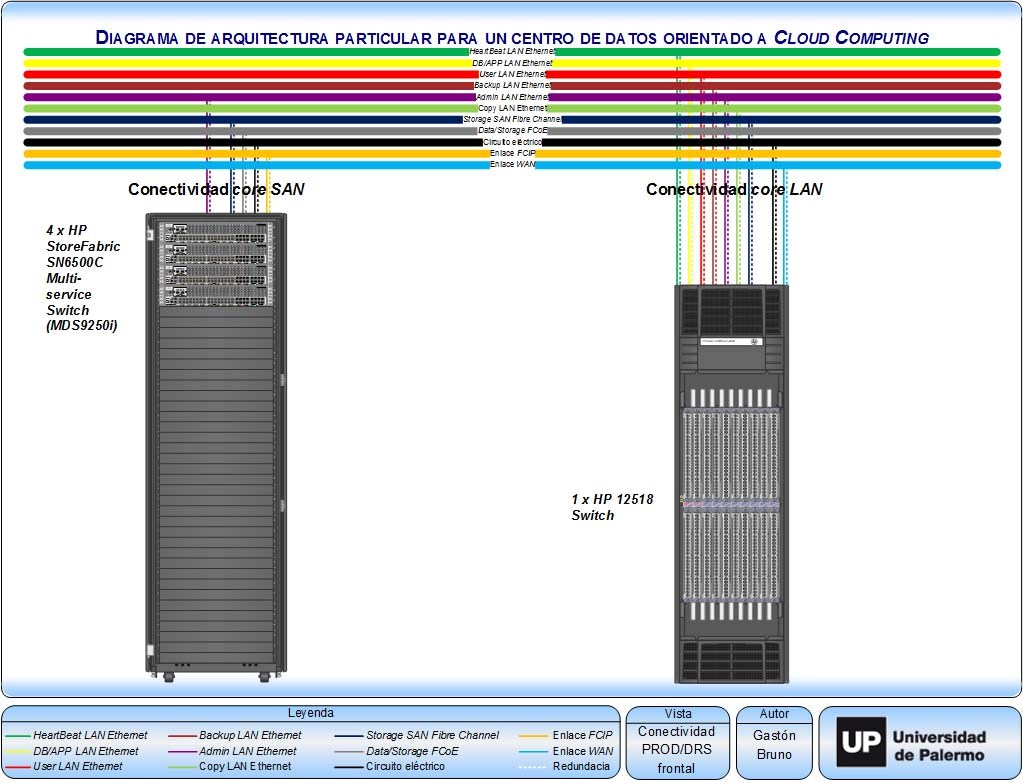 DIAGRAMA DE ARQUITECTURA PARTICULAR PARA UN CENTRO DE DATOS ORIENTADO A CLOUD COMPUTING
HeartBeat LAN Ethernet
DB/APP LAN Ethernet
User LAN Ethernet
Backup LAN Ethernet
Admin LAN Ethernet
Copy LAN Ethernet
Storage SAN Fibre Channel
Data/Storage FCoE
Circuito eléctrico
Enlace FCIP
Enlace WAN
Conectividad core SAN
Conectividad core LAN
4 x HP
StoreFabric
SN6500C
Multi-
service
Switch
(MDS9250i)
1 x HP 12518
Switch
Leyenda
HeartBeat LAN Ethernet
DB/APP LAN Ethernet
User LAN Ethernet
Backup LAN Ethernet
Admin LAN Ethernet
Copy LAN Ethernet
Storage SAN Fibre Channel
Data/Storage FCoE
Circuito eléctrico
Enlace FCIP
Enlace WAN
Redundacia
Vista
Conectividad
PROD/DRS
frontal
Autor
Gastón
Bruno
UP
Universidad
de Palermo